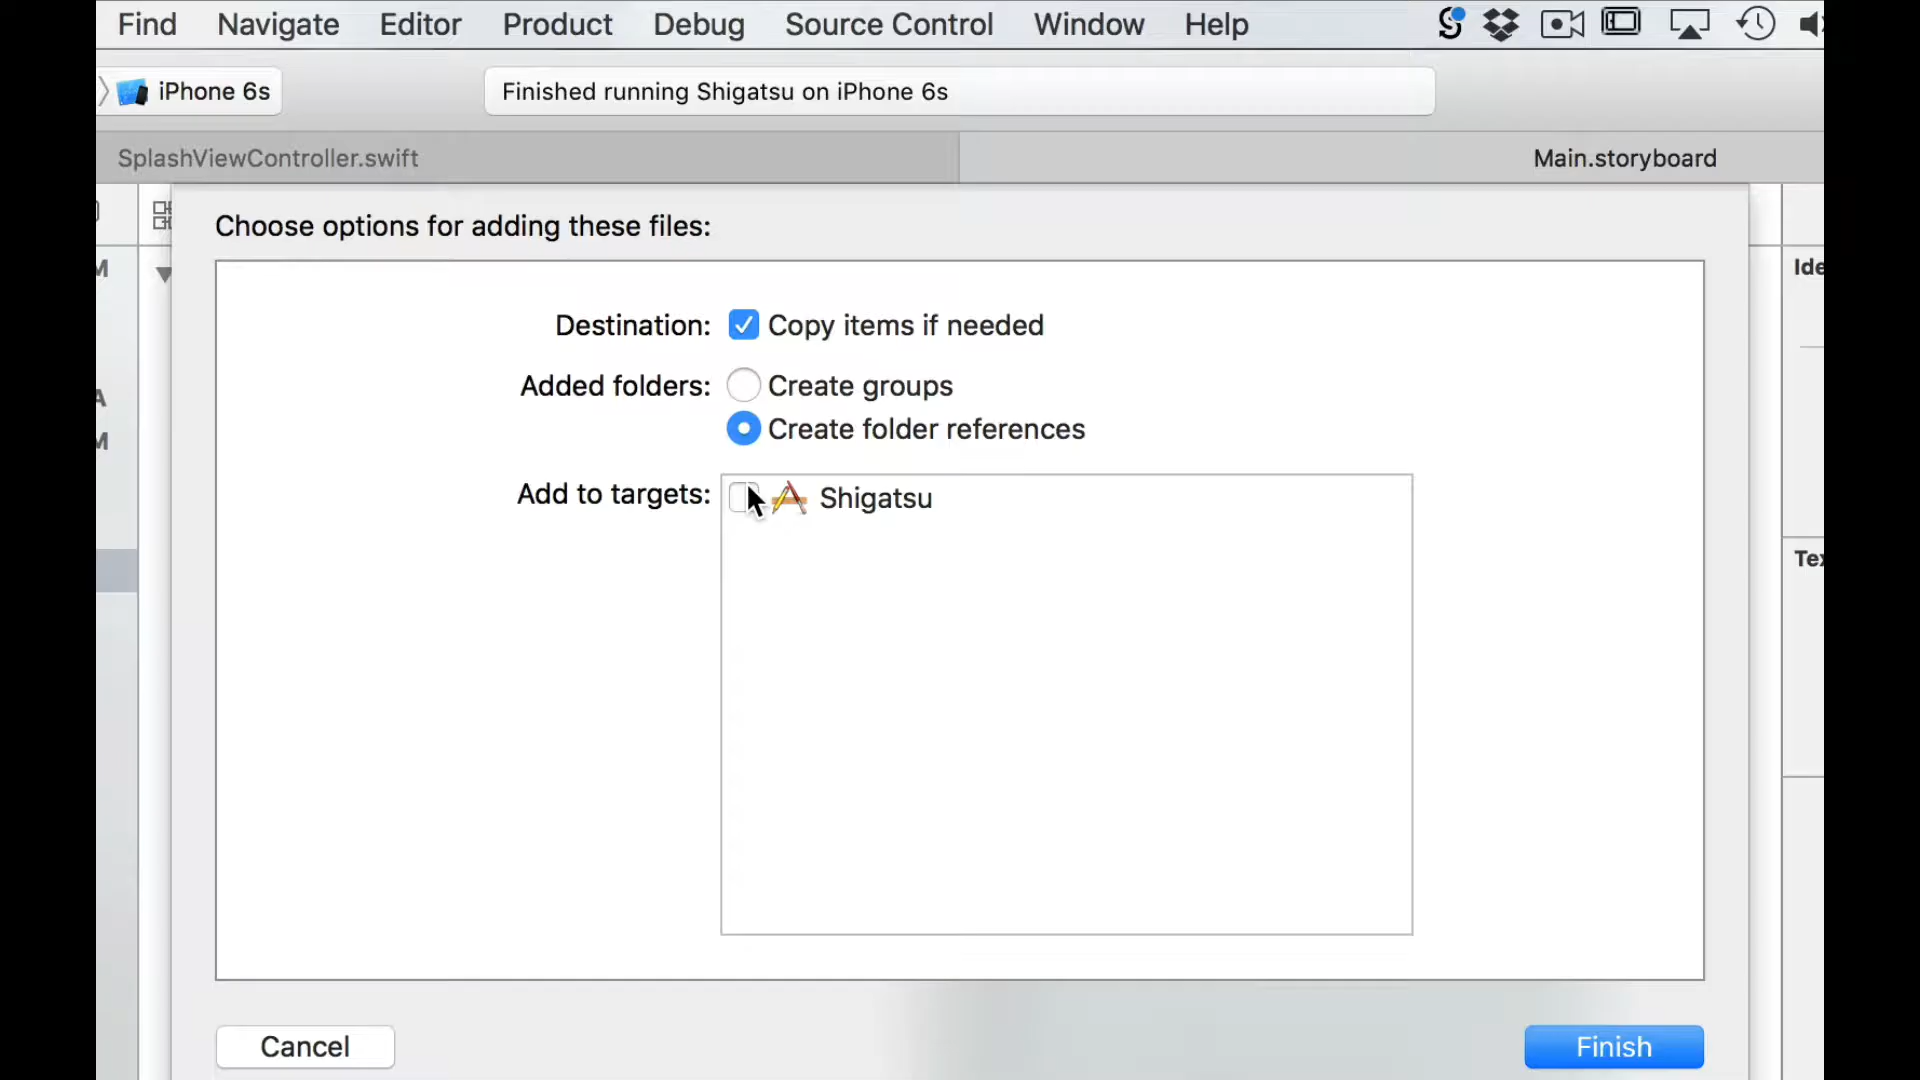 Find Navigate Editor Product Debug Source Control Window Help
iPhone 6s
Finished running Shigatsu on iPhone 6s
SplashViewController.swift
Main.storyboard
Choose options for adding these files:
M
Ide
Destination: Copy items if needed
Added folders: Create groups
A
Create folder references
M
Add to targets: Shigatsu
Tex
Cancel
Finish